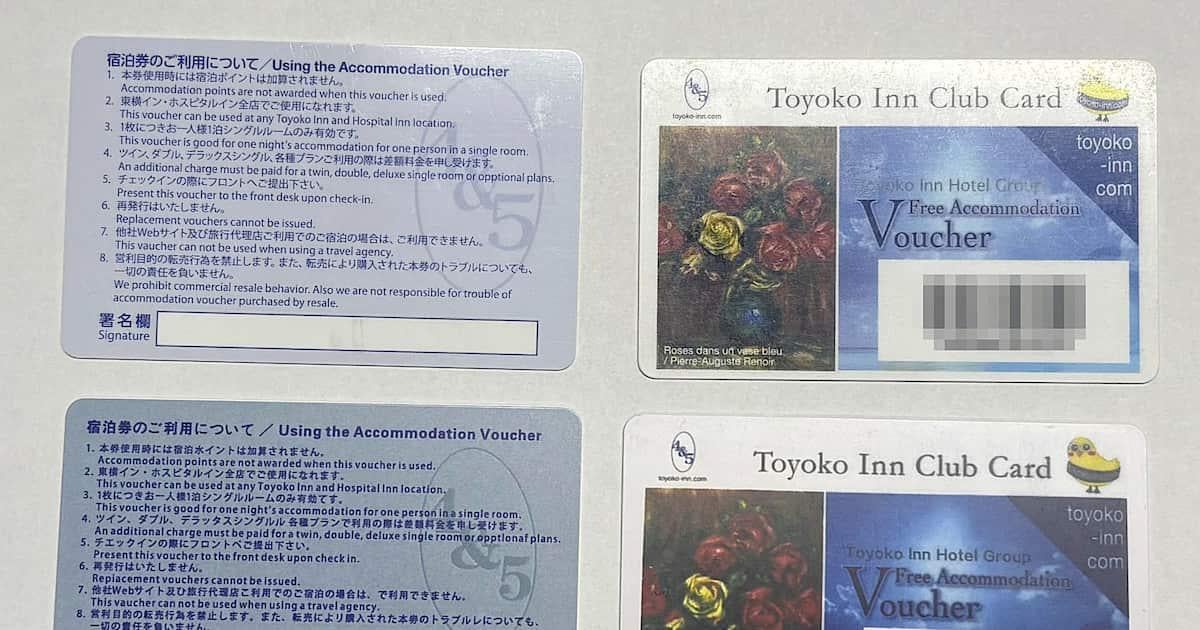 宿泊券のご利用について／Using the Accommodation Voucher
1. 本券使用時には宿泊ポイントは加算されません。
Accommodation points are not awarded when this voucher is used.
2. 東横イン・ホスピタルイン全店でご使用になれます。
This voucher can be used at any Toyoko Inn and Hospital Inn location.
3. 1枚につきお一人様1泊シングルルームのみ有効です。
This voucher is good for one night's accommodation for one person in a single room.
4. ツイン、ダブル、デラックスシングル、各種プランご利用の際は差額料金を申し受けます。
An additional charge must be paid for a twin, double, deluxe single room or opptional plans.
5. チェックインの際にフロントへご提出下さい。
Present this voucher to the front desk upon check-in.
6. 再発行はいたしません。
Replacement vouchers cannot be issued.
7. 他社Webサイト及び旅行代理店ご利用でのご宿泊の場合は、ご利用できません。
This vaucher can not be used when using a travel agency.
8. 営利目的の転売行為を禁止します。また、転売により購入された本券のトラブルについても、
一切の責任を負いません。
We prohibit commercial resale behavior. Also we are not responsible for trouble of
accommodation voucher purchased by resale.
署名欄
Signature
A&5
A&5
toyoko-inn.com
Toyoko Inn Club Card
toyoko-inn.com
toyoko
-inn
com
Toyoko Inn Hotel Group
Free Accommodation
Voucher
Roses dans un vase bleu
/ Pierre-Auguste Renoir
宿泊券のご利用について ／ Using the Accommodation Voucher
1. 本券使用時には宿泊水イントは加算されません。
Accommodation points are not awarded when this voucher is used.
2. 東横イン・ホスピタルイン全店でご使用になれます。
This voucher can be used at any Toyoko Inn and Hospital Inn location.
3. 1枚につきお一人様1泊シングルルームのみ有効です。
This voucher is good for one night's accommodation for one person in a single room.
4. ツイン、ダブル、デラッタスシングルル 各種プランで利用の際は差額料金を申し受けます。
An additional charge must be paid for a twin, double, deluxe single room or opptlonaf plans.
5. チェックインの際にフロントへご提出下さい。
Present this voucher to the front desk upon check in.
6. 再発行はいたしません。
Replacement vouchers cannot be issued.
7. 他社Webサイト及ひ旅行代理店こ利用でのご宿泊の場合は、で利用できません。
This vaucher can not be used when using a travel agency.
8. 営利目的の転売行為を禁止します。また、転売により購入された本券のトラブルレについても、
一切の責任を負いません。
A&5
A&5
toyoko-inn.com
Toyoko Inn Club Card
toyoko
-inn
com
Toyoko Inn Hotel Group
Free Accommodation
Voucher